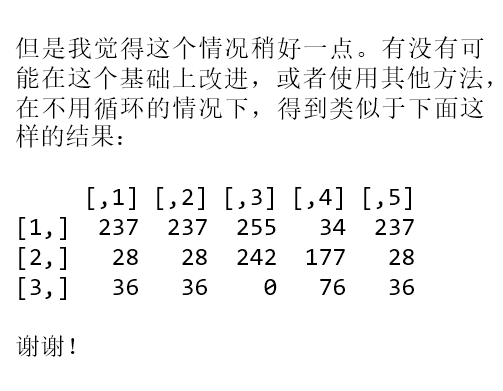 但是我觉得这个情况稍好一点。有没有可
能在这个基础上改进，或者使用其他方法，
在不用循环的情况下，得到类似于下面这
样的结果：
[,1] [,2] [,3] [,4] [,5]
[1,] 237 237 255 34 237
[2,] 28 28 242 177 28
[3,] 36 36 0 76 36
谢谢！